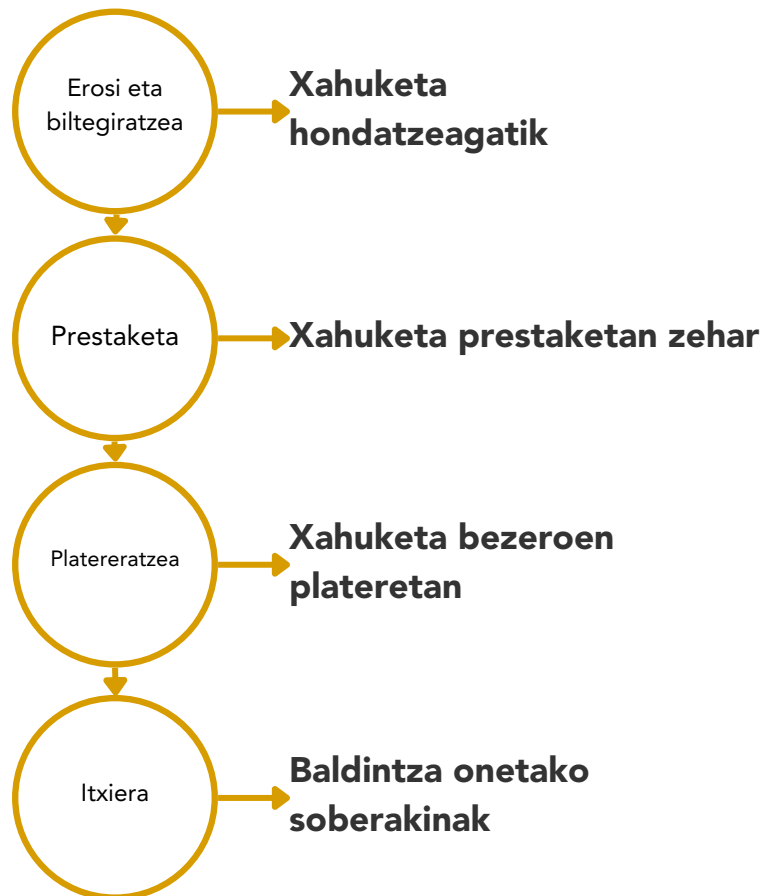 Erosi eta
biltegiratzea
Xahuketa
hondatzeagatik
Prestaketa
Xahuketa prestaketan zehar
Platereratzea
Xahuketa bezeroen
plateretan
Itxiera
Baldintza onetako
soberakinak